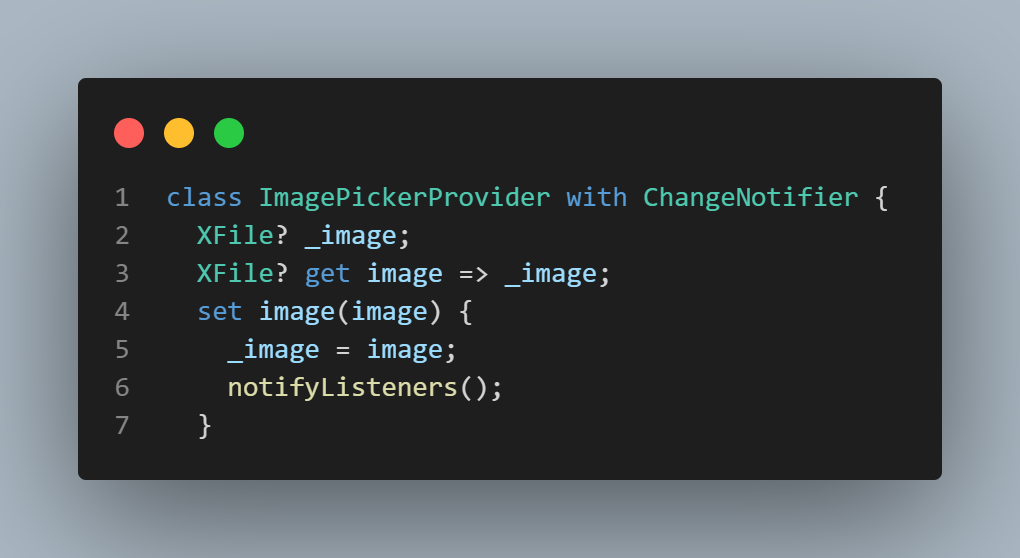 1 class ImagePickerProvider with ChangeNotifier {
2 XFile? _image;
3 XFile? get image => _image;
4 set image(image) {
5 _image = image;
6 notifyListeners();
7 }